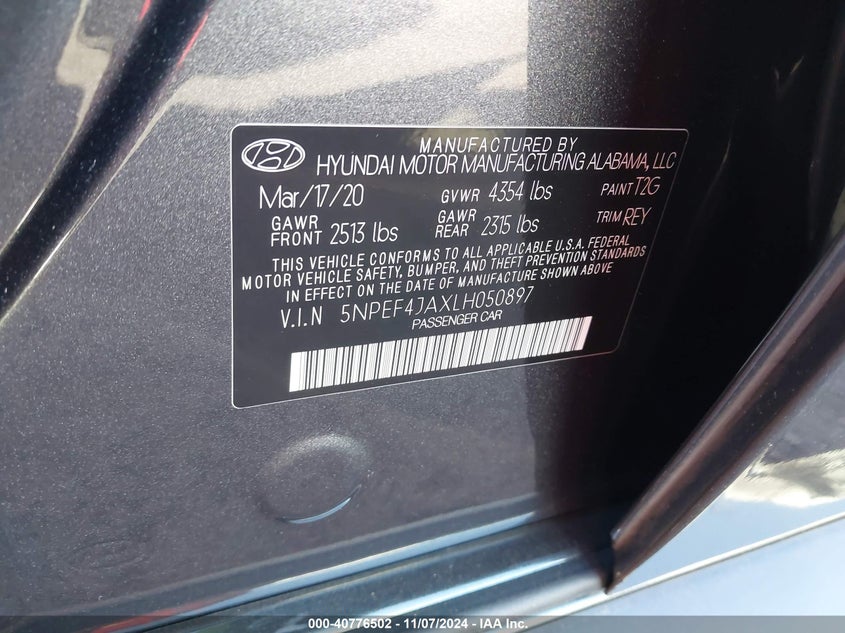 MANUFACTURED BY
HYUNDAI MOTOR MANUFACTURING ALABAMA, LLC
Mar/17/20 GVWR 4354 lbs PAINT T2G
GAWR FRONT 2513 lbs GAWR REAR 2315 lbs TRIM REY
THIS VEHICLE CONFORMS TO ALL APPLICABLE U.S.A. FEDERAL
MOTOR VEHICLE SAFETY, BUMPER, AND THEFT PREVENTION STANDARDS
IN EFFECT ON THE DATE OF MANUFACTURE SHOWN ABOVE
V.I.N 5NPEF4JAXLH050897
PASSENGER CAR
000-40776502 - 11/07/2024 - IAA Inc.